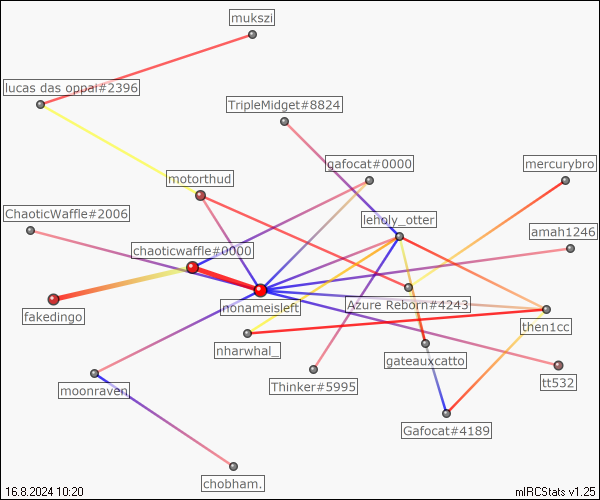 mukszi
lucas das oppai#2396
TripleMidget#8824
gafocat#0000
mercurybro
motorthud
ChaoticWaffle#2006
leholy_otter
amah1246
chaoticwaffle#0000
nonameisleft
Azure Reborn#4243
fakedingo
then1cc
nharwhal_
gateauxcatto
Thinker#5995
tt532
moonraven
Gafocat#4189
chobham.
16.8.2024 10:20
mIRCStats v1.25